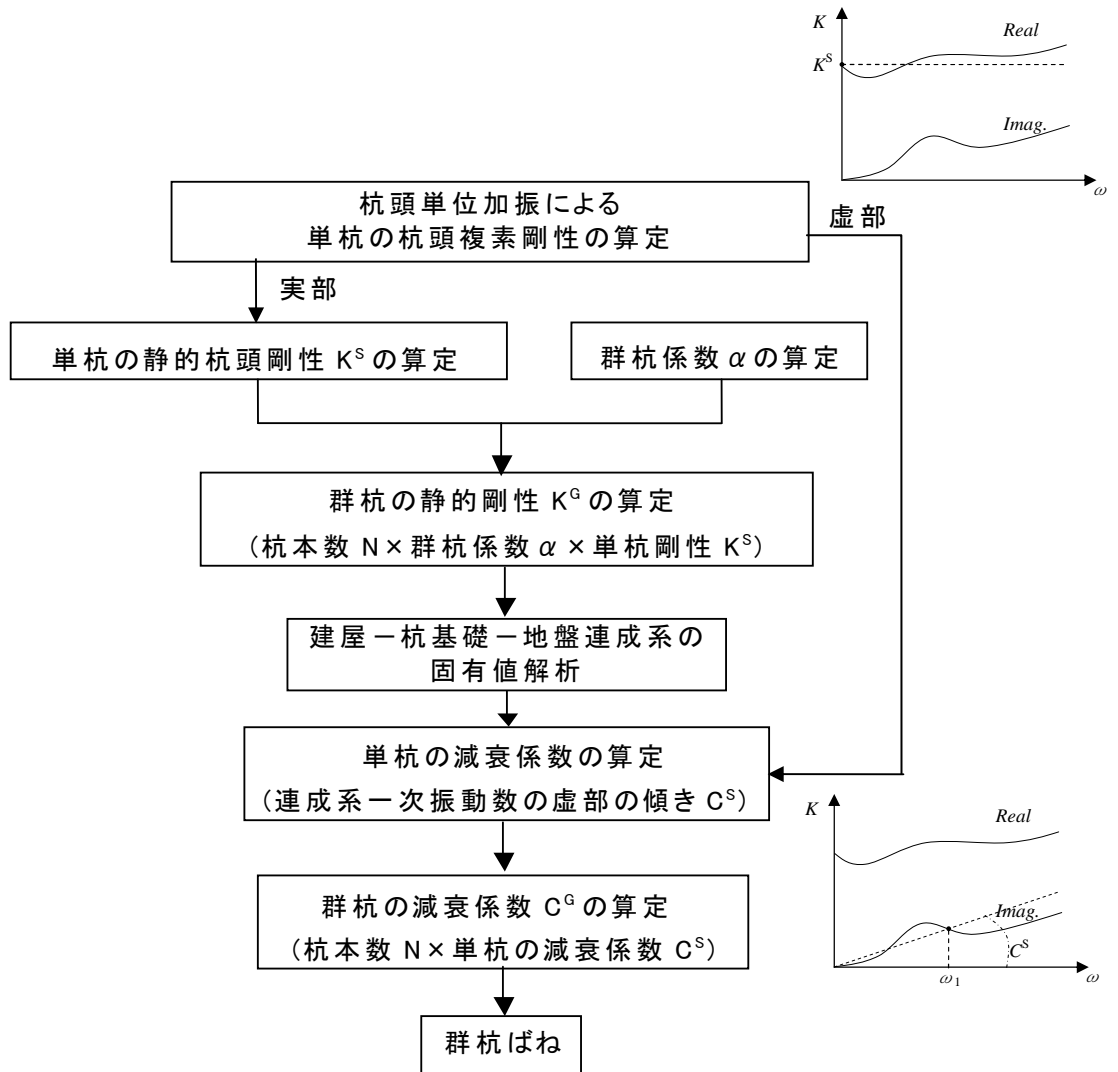 K
Real
K^S
Imag.
ω
杭頭単位加振による
単杭の杭頭複素剛性の算定
虚部
実部
単杭の静的杭頭剛性 K^S の算定
群杭係数 α の算定
群杭の静的剛性 K^G の算定
(杭本数 N×群杭係数 α×単杭剛性 K^S)
建屋－杭基礎－地盤連成系の
固有値解析
単杭の減衰係数の算定
(連成系一次振動数の虚部の傾き C^S)
K
Real
Imag.
C^S
ω_1
ω
群杭の減衰係数 C^G の算定
(杭本数 N×単杭の減衰係数 C^S)
群杭ばね